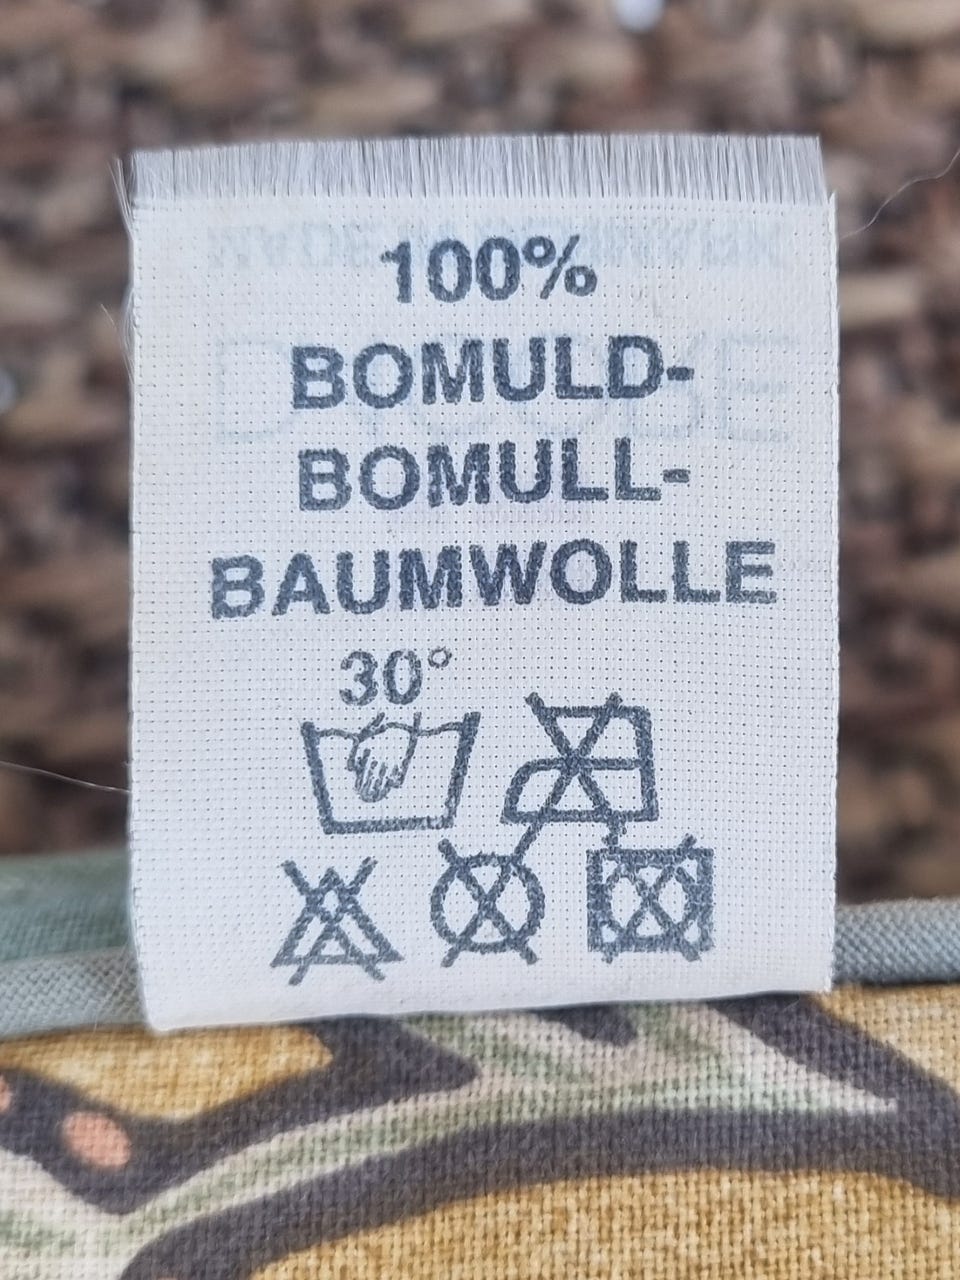 100%
BOMULD-
BOMULL-
BAUMWOLLE
30°